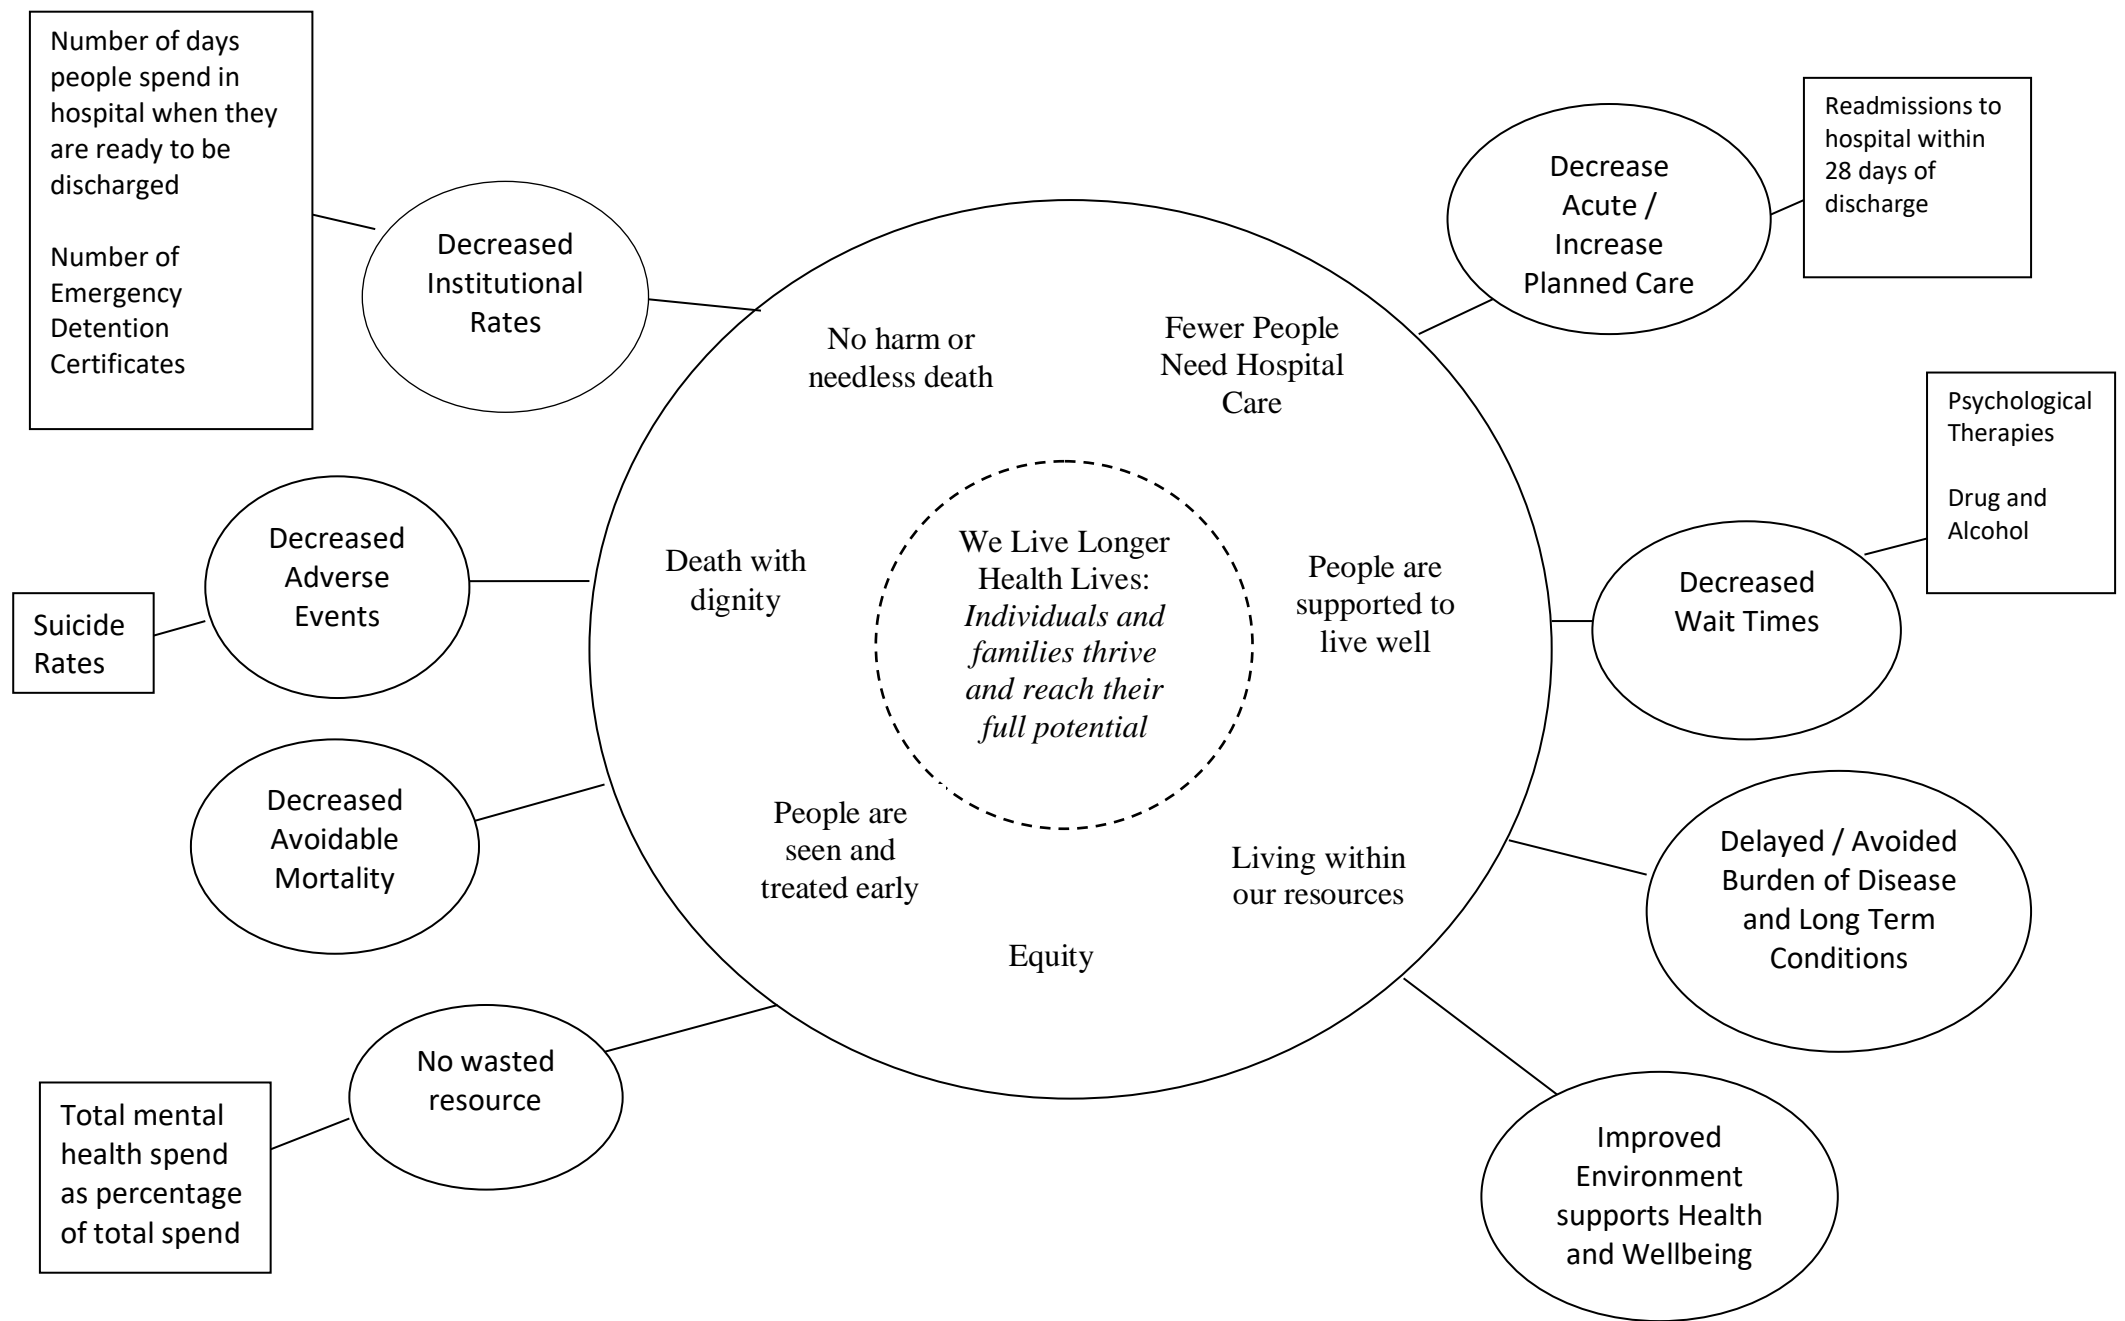 Number of days
people spend in
hospital when they
are ready to be
discharged
Number of
Emergency
Detention
Certificates
Decreased
Institutional
Rates
Decrease
Acute /
Increase
Planned Care
Readmissions to
hospital within
28 days of
discharge
No harm or
needless death
Fewer People
Need Hospital
Care
Psychological
Therapies
Drug and
Alcohol
Decreased
Adverse
Events
Suicide
Rates
Death with
dignity
We Live Longer
Health Lives:
Individuals and
families thrive
and reach their
full potential
People are
supported to
live well
Decreased
Wait Times
Decreased
Avoidable
Mortality
People are
seen and
treated early
Living within
our resources
Equity
Delayed / Avoided
Burden of Disease
and Long Term
Conditions
No wasted
resource
Total mental
health spend
as percentage
of total spend
Improved
Environment
supports Health
and Wellbeing